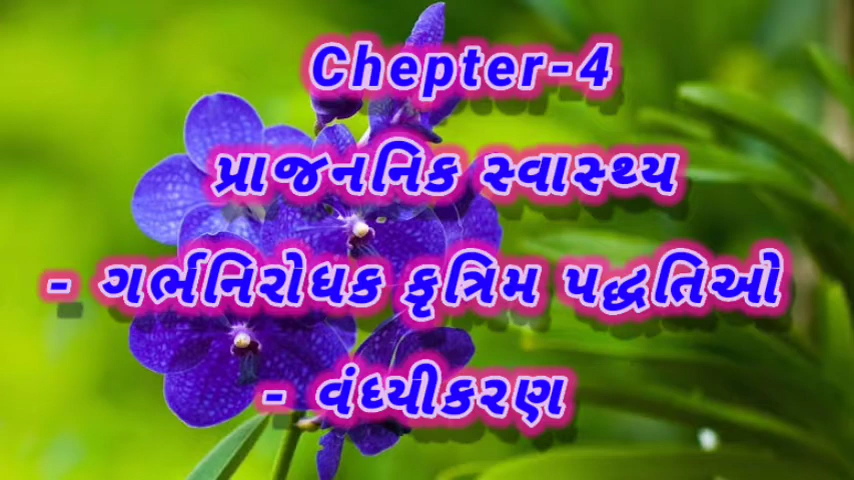 Chepter-4
પ્રાજનનિક સ્વાસ્થ્ય
- ગર્ભનિરોધક કૃત્રિમ પદ્ધતિઓ
- વંધ્યીકરણ